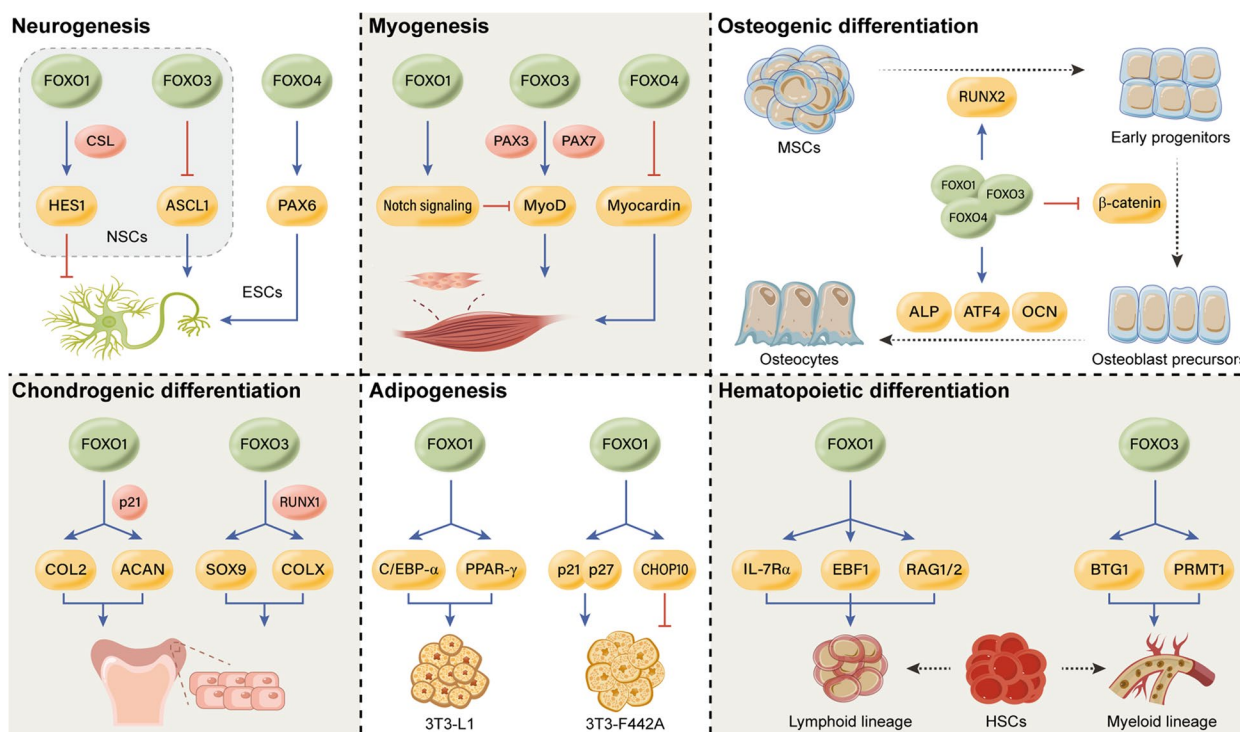 Neurogenesis
FOXO1
FOXO3
FOXO4
CSL
HES1
ASCL1
PAX6
NSCs
ESCs
Myogenesis
FOXO1
FOXO3
FOXO4
PAX3
PAX7
Notch signaling
MyoD
Myocardin
Osteogenic differentiation
MSCs
RUNX2
Early progenitors
FOXO1
FOXO3
FOXO4
β-catenin
ALP
ATF4
OCN
Osteocytes
Osteoblast precursors
Chondrogenic differentiation
FOXO1
FOXO3
p21
RUNX1
COL2
ACAN
SOX9
COLX
Adipogenesis
FOXO1
FOXO1
C/EBP-α
PPAR-γ
p21
p27
CHOP10
3T3-L1
3T3-F442A
Hematopoietic differentiation
FOXO1
FOXO3
IL-7Rα
EBF1
RAG1/2
BTG1
PRMT1
Lymphoid lineage
HSCs
Myeloid lineage